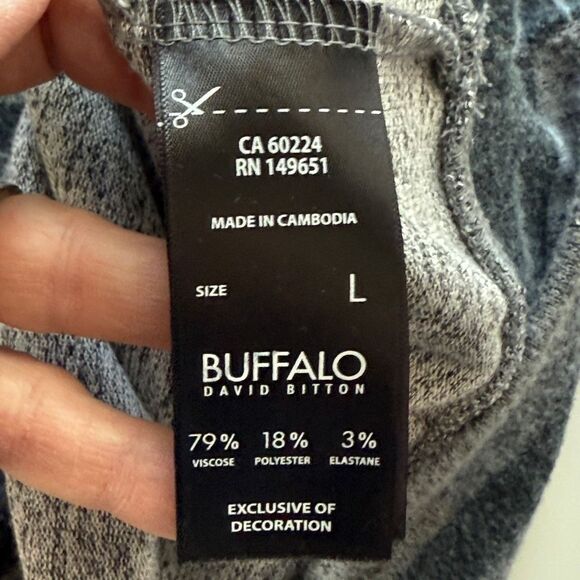 CA 60224
RN 149651
MADE IN CAMBODIA
SIZE L
BUFFALO
DAVID BITTON
79% 18% 3%
VISCOSE POLYESTER ELASTANE
EXCLUSIVE OF
DECORATION